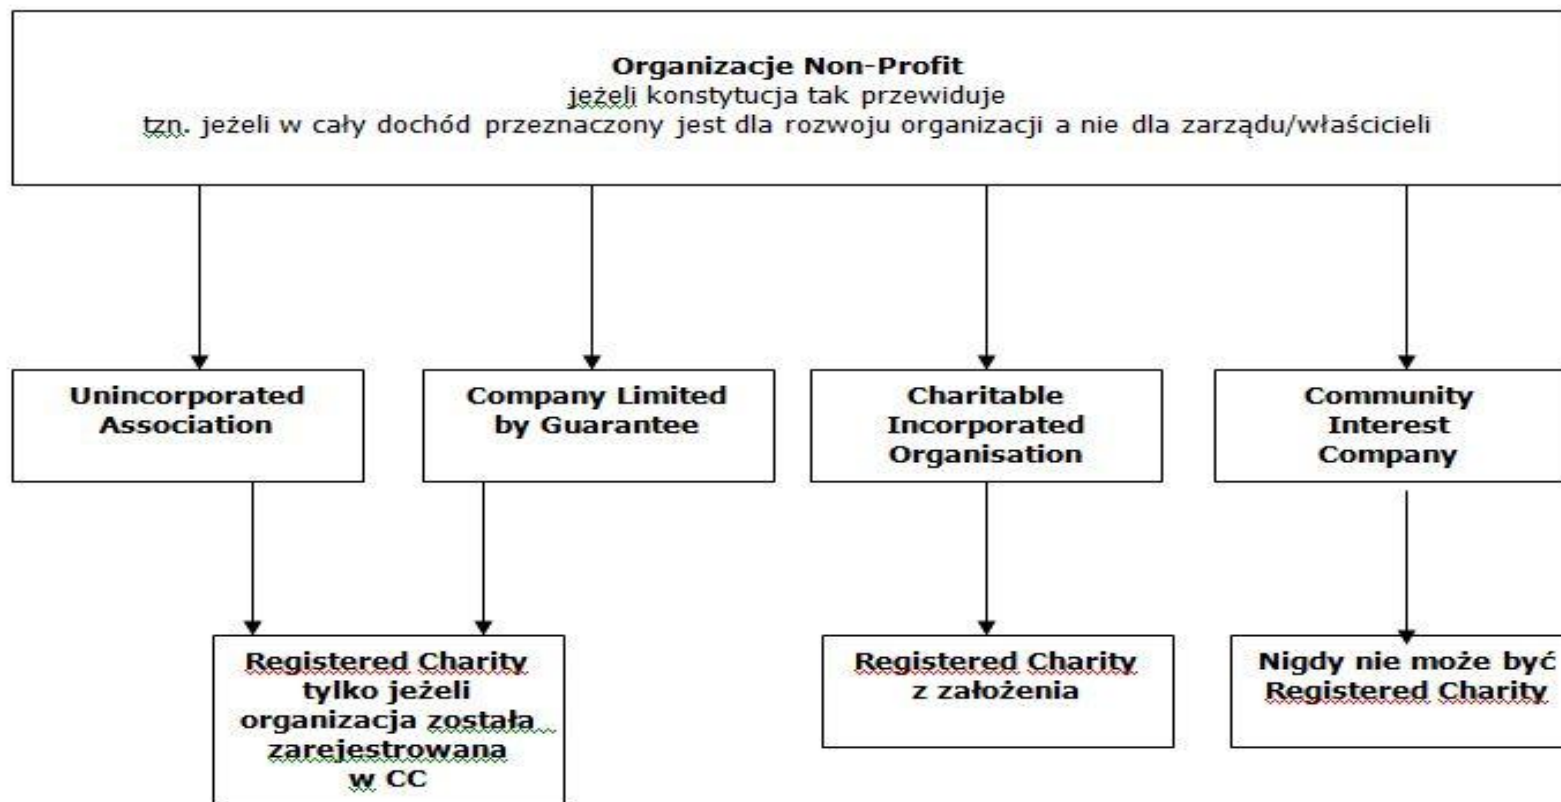 Organizacje Non-Profit
jeżeli konstytucja tak przewiduje
tzn. jeżeli w cały dochód przeznaczony jest dla rozwoju organizacji a nie dla zarządu/właścicieli
Unincorporated
Association
Company Limited
by Guarantee
Charitable
Incorporated
Organisation
Community
Interest
Company
Registered Charity
tylko jeżeli
organizacja została
zarejestrowana
w CC
Registered Charity
z założenia
Nigdy nie może być
Registered Charity